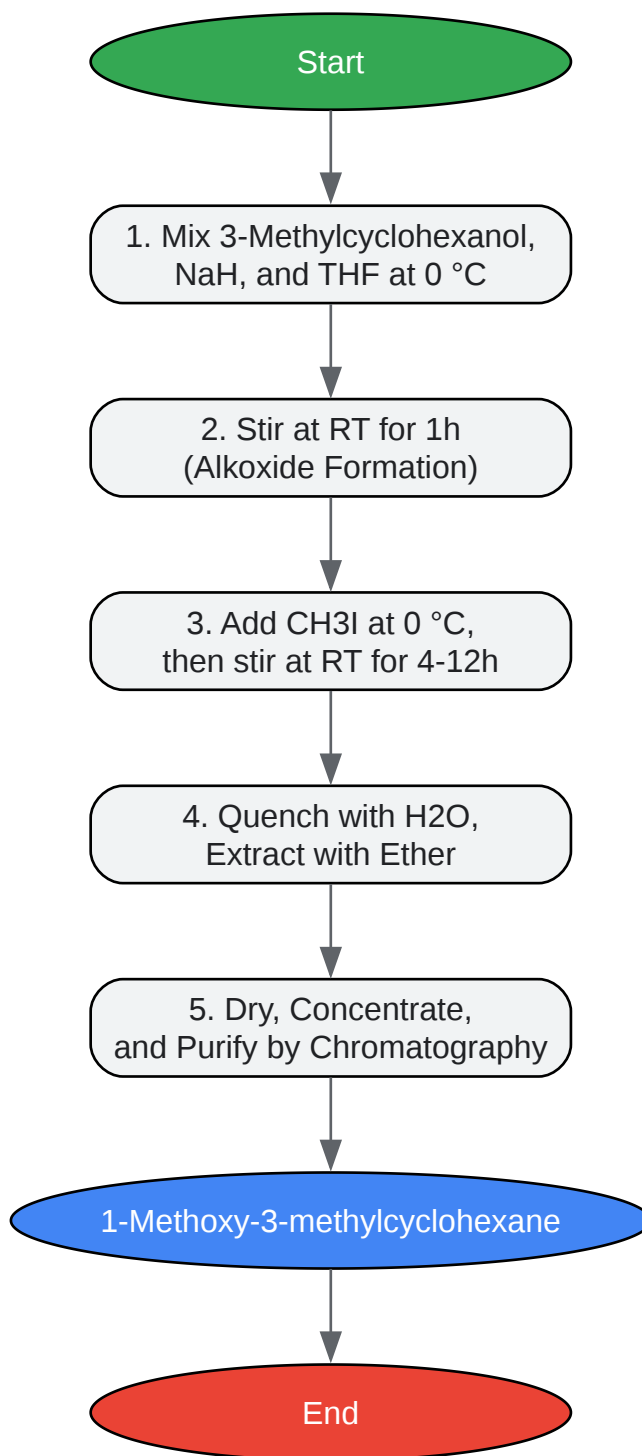 Start
1. Mix 3-Methylcyclohexanol,
NaH, and THF at 0 °C
2. Stir at RT for 1h
(Alkoxide Formation)
3. Add CH3I at 0 °C,
then stir at RT for 4-12h
4. Quench with H2O,
Extract with Ether
5. Dry, Concentrate,
and Purify by Chromatography
1-Methoxy-3-methylcyclohexane
End